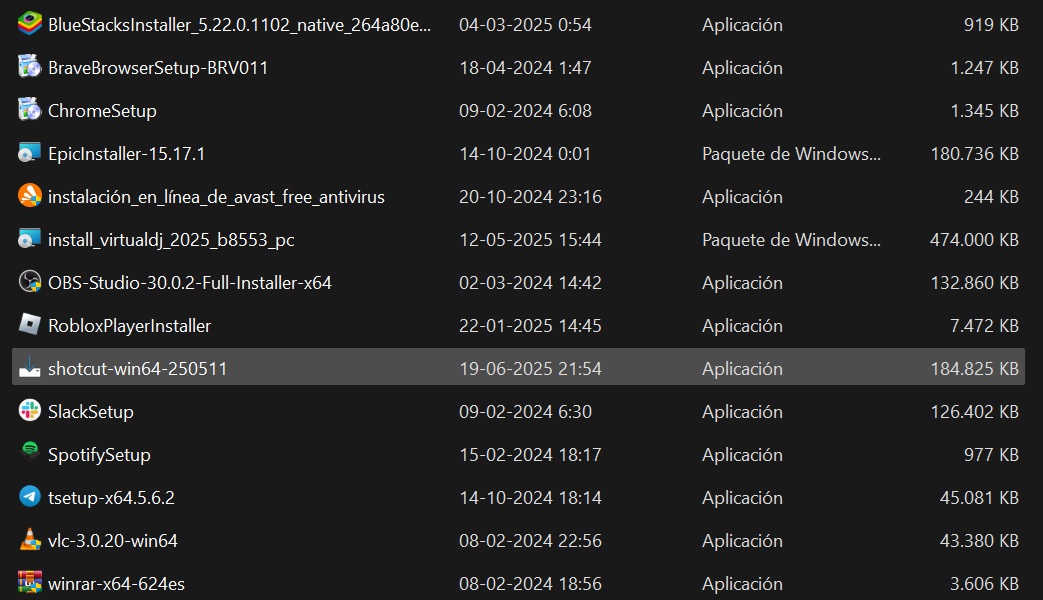 BlueStacksInstaller_5.22.0.1102_native_264a80e... 04-03-2025 0:54 Aplicación 919 KB
BraveBrowserSetup-BRV011 18-04-2024 1:47 Aplicación 1.247 KB
ChromeSetup 09-02-2024 6:08 Aplicación 1.345 KB
EpicInstaller-15.17.1 14-10-2024 0:01 Paquete de Windows... 180.736 KB
instalación_en_línea_de_avast_free_antivirus 20-10-2024 23:16 Aplicación 244 KB
install_virtualdj_2025_b8553_pc 12-05-2025 15:44 Paquete de Windows... 474.000 KB
OBS-Studio-30.0.2-Full-Installer-x64 02-03-2024 14:42 Aplicación 132.860 KB
RobloxPlayerInstaller 22-01-2025 14:45 Aplicación 7.472 KB
shotcut-win64-250511 19-06-2025 21:54 Aplicación 184.825 KB
SlackSetup 09-02-2024 6:30 Aplicación 126.402 KB
SpotifySetup 15-02-2024 18:17 Aplicación 977 KB
tsetup-x64.5.6.2 14-10-2024 18:14 Aplicación 45.081 KB
vlc-3.0.20-win64 08-02-2024 22:56 Aplicación 43.380 KB
winrar-x64-624es 08-02-2024 18:56 Aplicación 3.606 KB